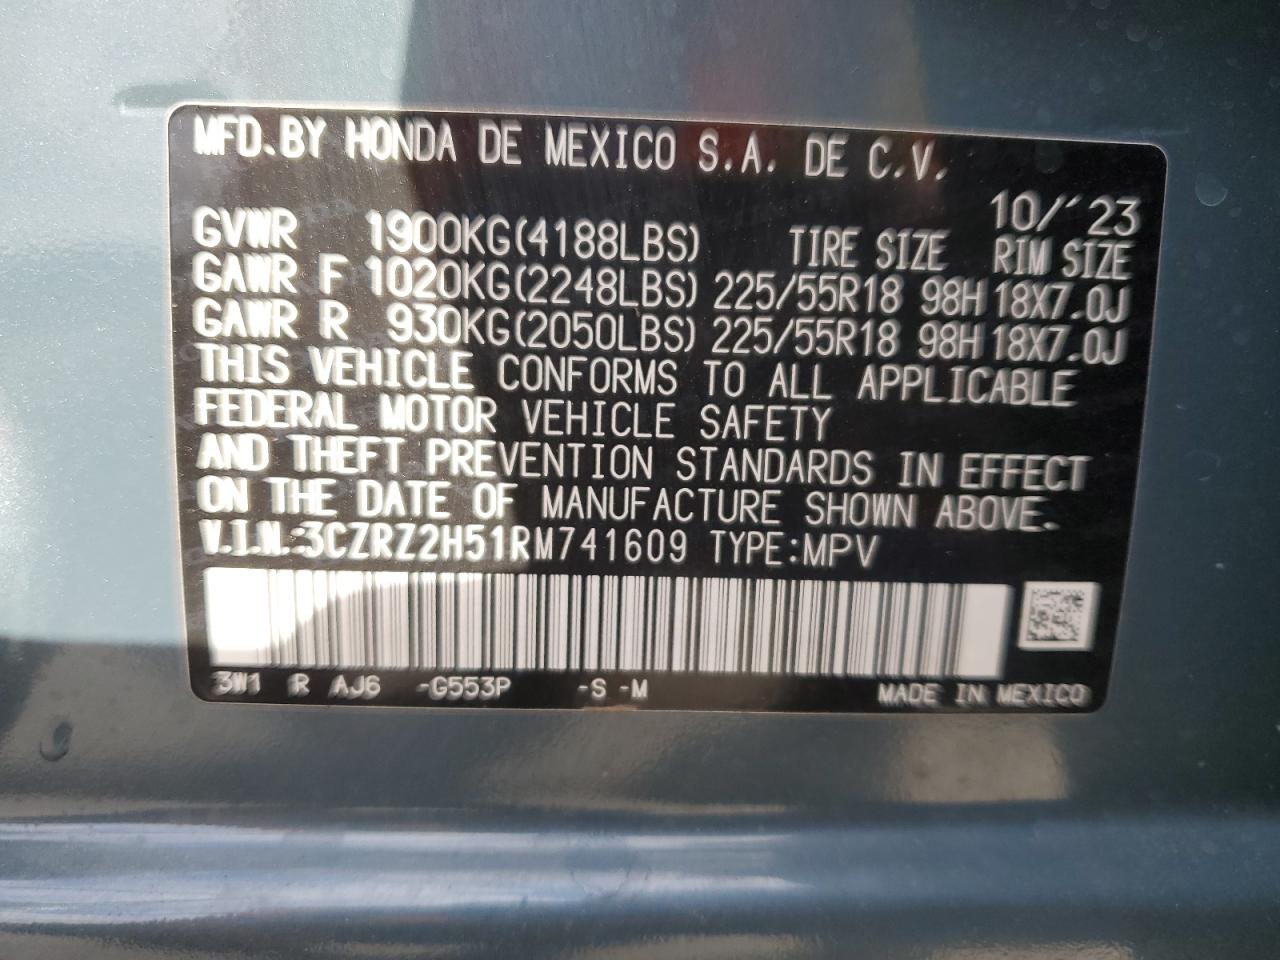 MFD.BY HONDA DE MEXICO S.A. DE C.V.
10/'23
GVWR 1900KG(4188LBS) TIRE SIZE RIM SIZE
GAWR F 1020KG(2248LBS) 225/55R18 98H 18X7.0J
GAWR R 930KG(2050LBS) 225/55R18 98H 18X7.0J
THIS VEHICLE CONFORMS TO ALL APPLICABLE
FEDERAL MOTOR VEHICLE SAFETY
AND THEFT PREVENTION STANDARDS IN EFFECT
ON THE DATE OF MANUFACTURE SHOWN ABOVE.
V.I.N.:3CZRZ2H51RM741609 TYPE:MPV
3W1 R AJ6 -G553P -S -M MADE IN MEXICO